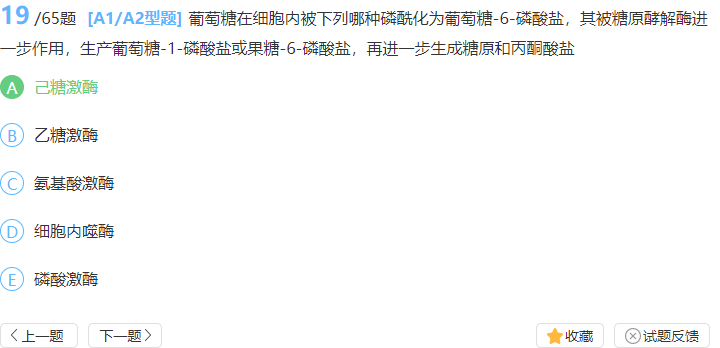 19 /65题 [A1/A2型题] 葡萄糖在细胞内被下列哪种磷酰化为葡萄糖-6-磷酸盐，其被糖原酵解酶进
一步作用，生产葡萄糖-1-磷酸盐或果糖-6-磷酸盐，再进一步生成糖原和丙酮酸盐
A 己糖激酶
B 乙糖激酶
C 氨基酸激酶
D 细胞内噬酶
E 磷酸激酶
上一题 下一题 收藏 试题反馈